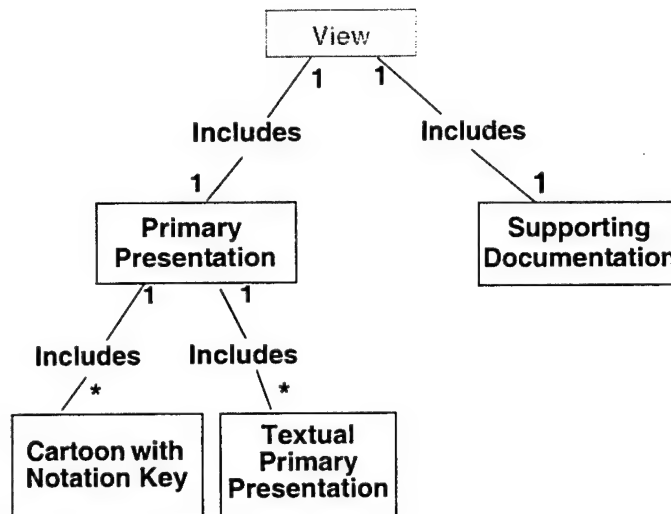 View
1 1
Includes
Includes
1
1
Primary
Presentation
Supporting
Documentation
1
1
Includes
Includes
*
*
Cartoon with
Notation Key
Textual
Primary
Presentation